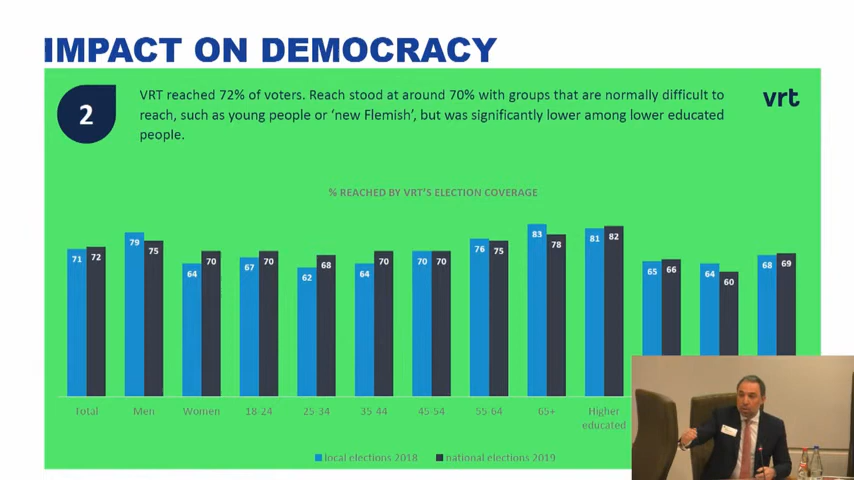 IMPACT ON DEMOCRACY
2
VRT reached 72% of voters. Reach stood at around 70% with groups that are normally difficult to
reach, such as young people or 'new Flemish', but was significantly lower among lower educated
people.
vrt
% REACHED BY VRT'S ELECTION COVERAGE
71 72 79 75 64 70 67 70 62 68 64 70 70 70 76 75 83 78 81 82 65 66 64 60 68 69
Total Men Women 18-24 25-34 35-44 45-54 55-64 65+ Higher
educated
local elections 2018 national elections 2019